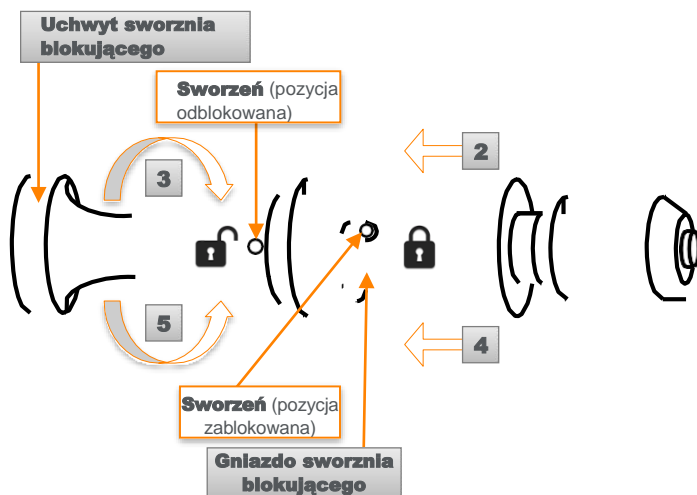 Uchwyt sworznia
blokującego
Sworzeń (pozycja
odblokowana)
2
3
5
4
Sworzeń (pozycja
zablokowana)
Gniazdo sworznia
blokującego